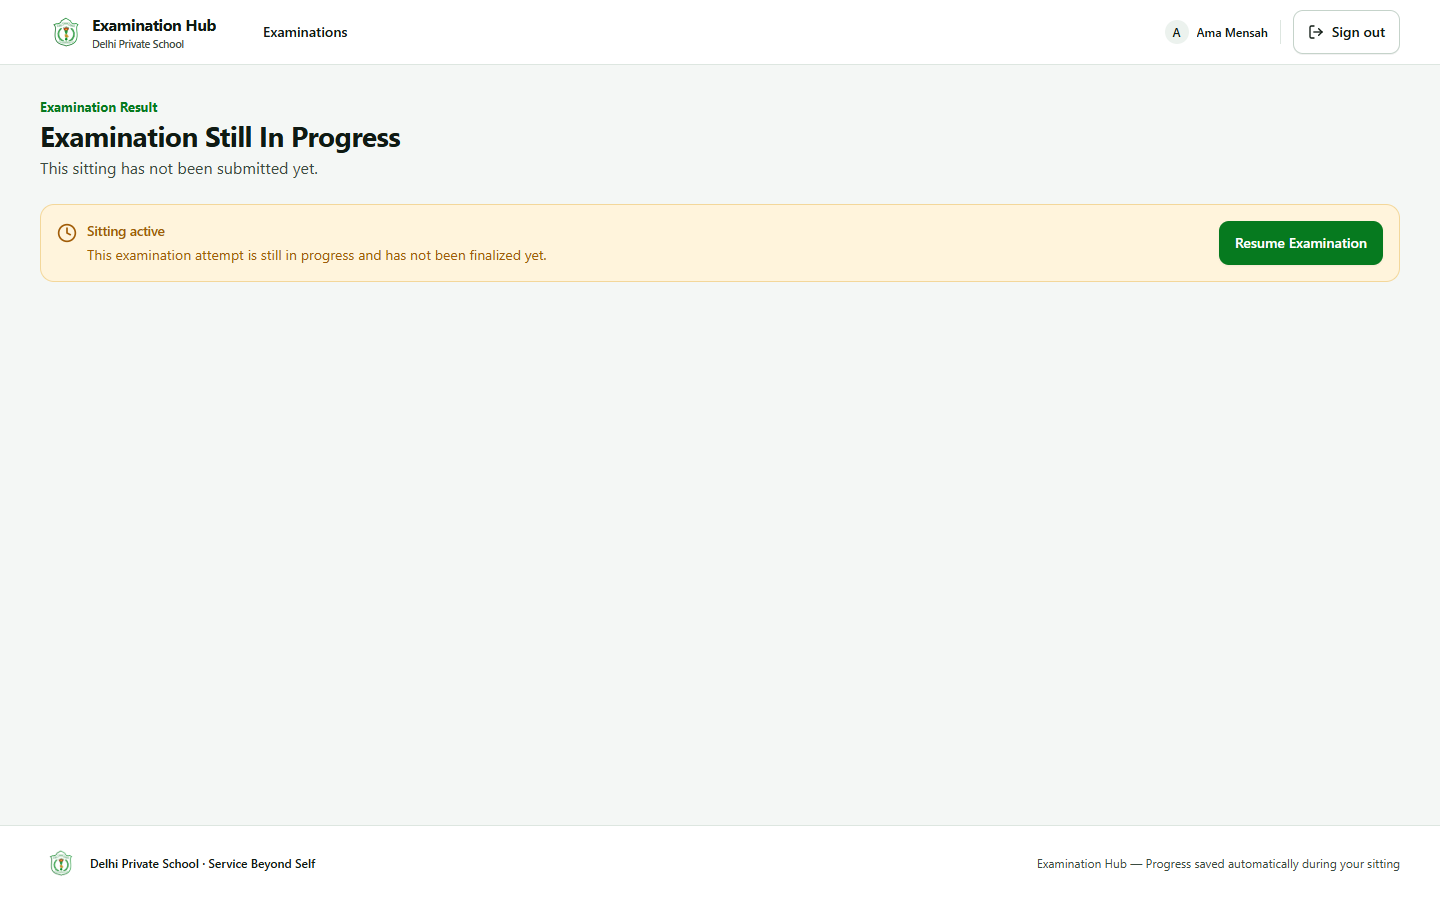 Examination Hub
Delhi Private School
Examinations
A
Ama Mensah
Sign out
Examination Result
Examination Still In Progress
This sitting has not been submitted yet.
Sitting active
This examination attempt is still in progress and has not been finalized yet.
Resume Examination
Delhi Private School · Service Beyond Self
Examination Hub — Progress saved automatically during your sitting